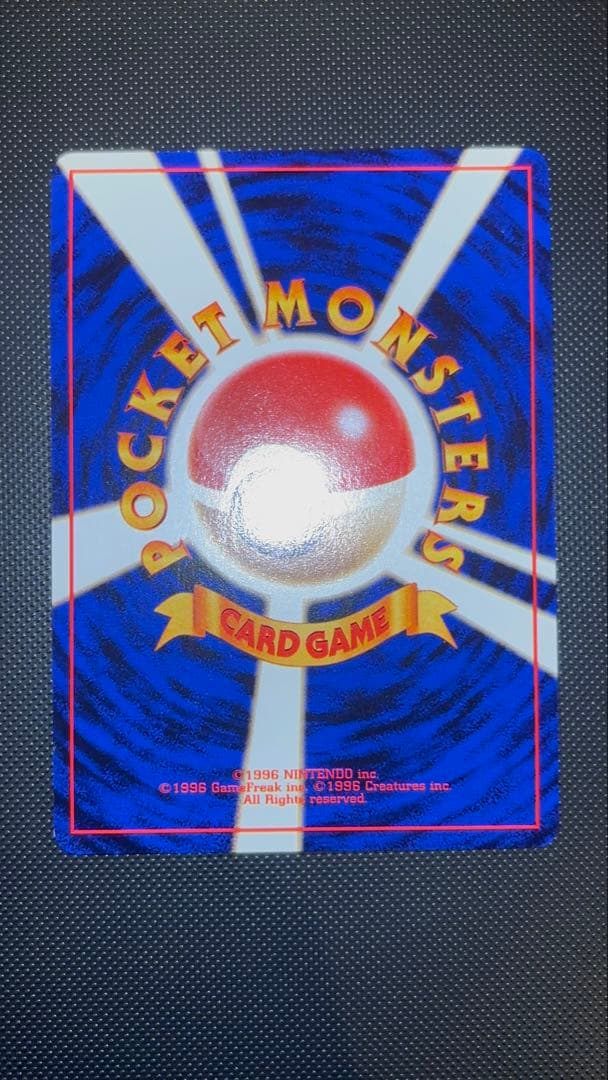 POCKET MONSTERS
CARD GAME
©1996 NINTENDO inc.
©1996 GameFreak inc. ©1996 Creatures inc.
All Rights reserved.